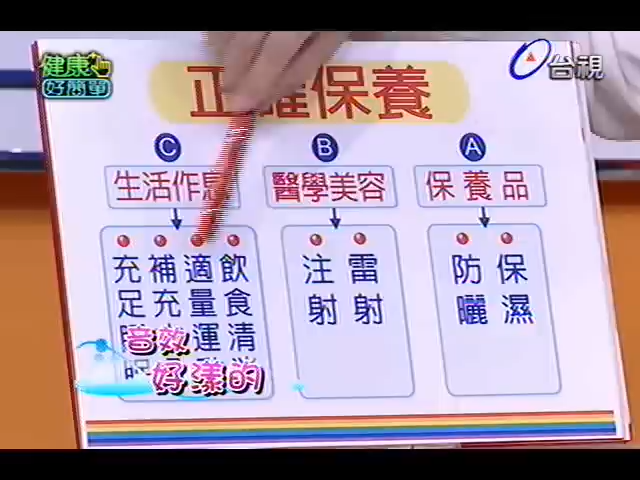 健康
好簡單
台視
正確保養
A
保養品
保濕
防曬
B
醫學美容
雷射
注射
C
生活作息
飲食清
適量運
補充
充足
音效
好漾的